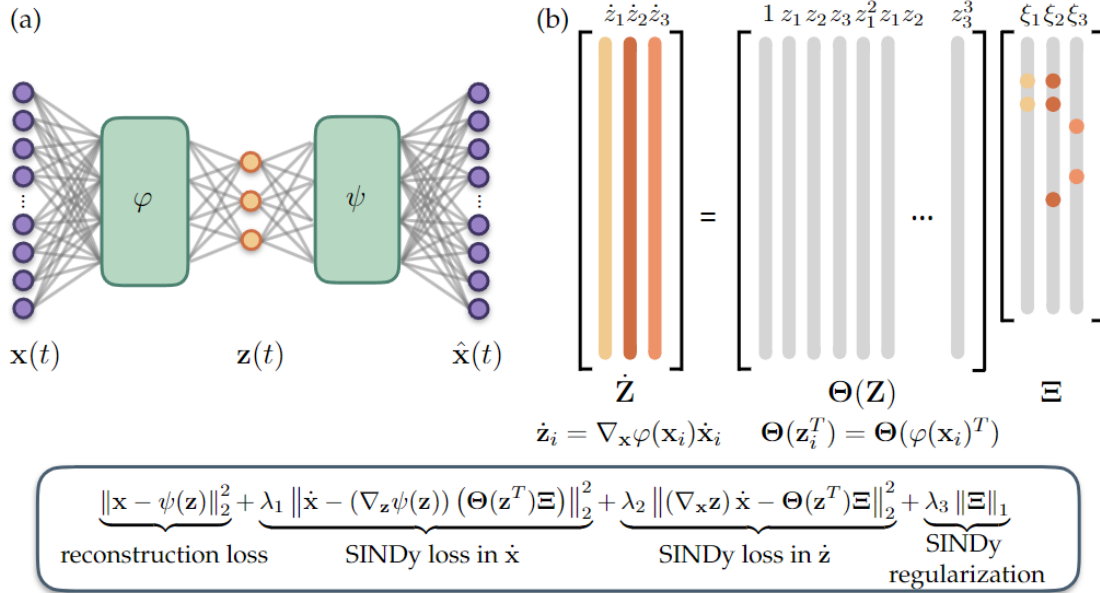 (a)
φ
ψ
⋮
⋮
x(t)
z(t)
x̂(t)
(b)
ż₁ ż₂ ż₃
1 z₁ z₂ z₃ z₁² z₁z₂ z₃³
ξ₁ ξ₂ ξ₃
=
...
Ż
Θ(Z)
Ξ
żᵢ = ∇ₓφ(xᵢ)ẋᵢ
Θ(zᵢᵀ) = Θ(φ(xᵢ)ᵀ)
‖x − ψ(z)‖₂² + λ₁ ‖ẋ − (∇_z ψ(z)) (Θ(zᵀ)Ξ)‖₂² + λ₂ ‖(∇ₓz) ẋ − Θ(zᵀ)Ξ‖₂² + λ₃ ‖Ξ‖₁
reconstruction loss
SINDy loss in ẋ
SINDy loss in ż
SINDy
regularization